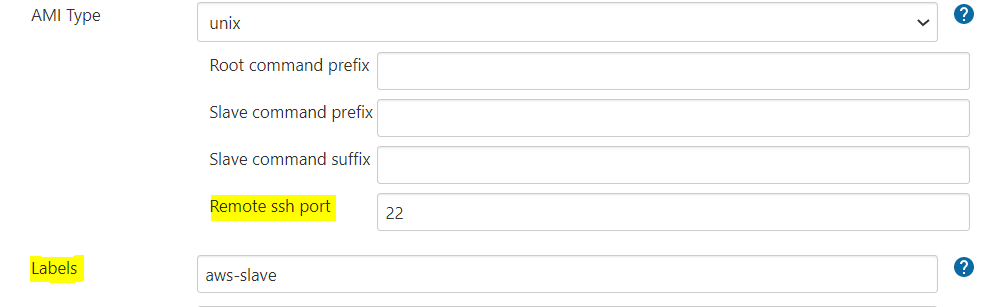 AMI Type
unix
?
Root command prefix
Slave command prefix
Slave command suffix
Remote ssh port
22
Labels
aws-slave
?